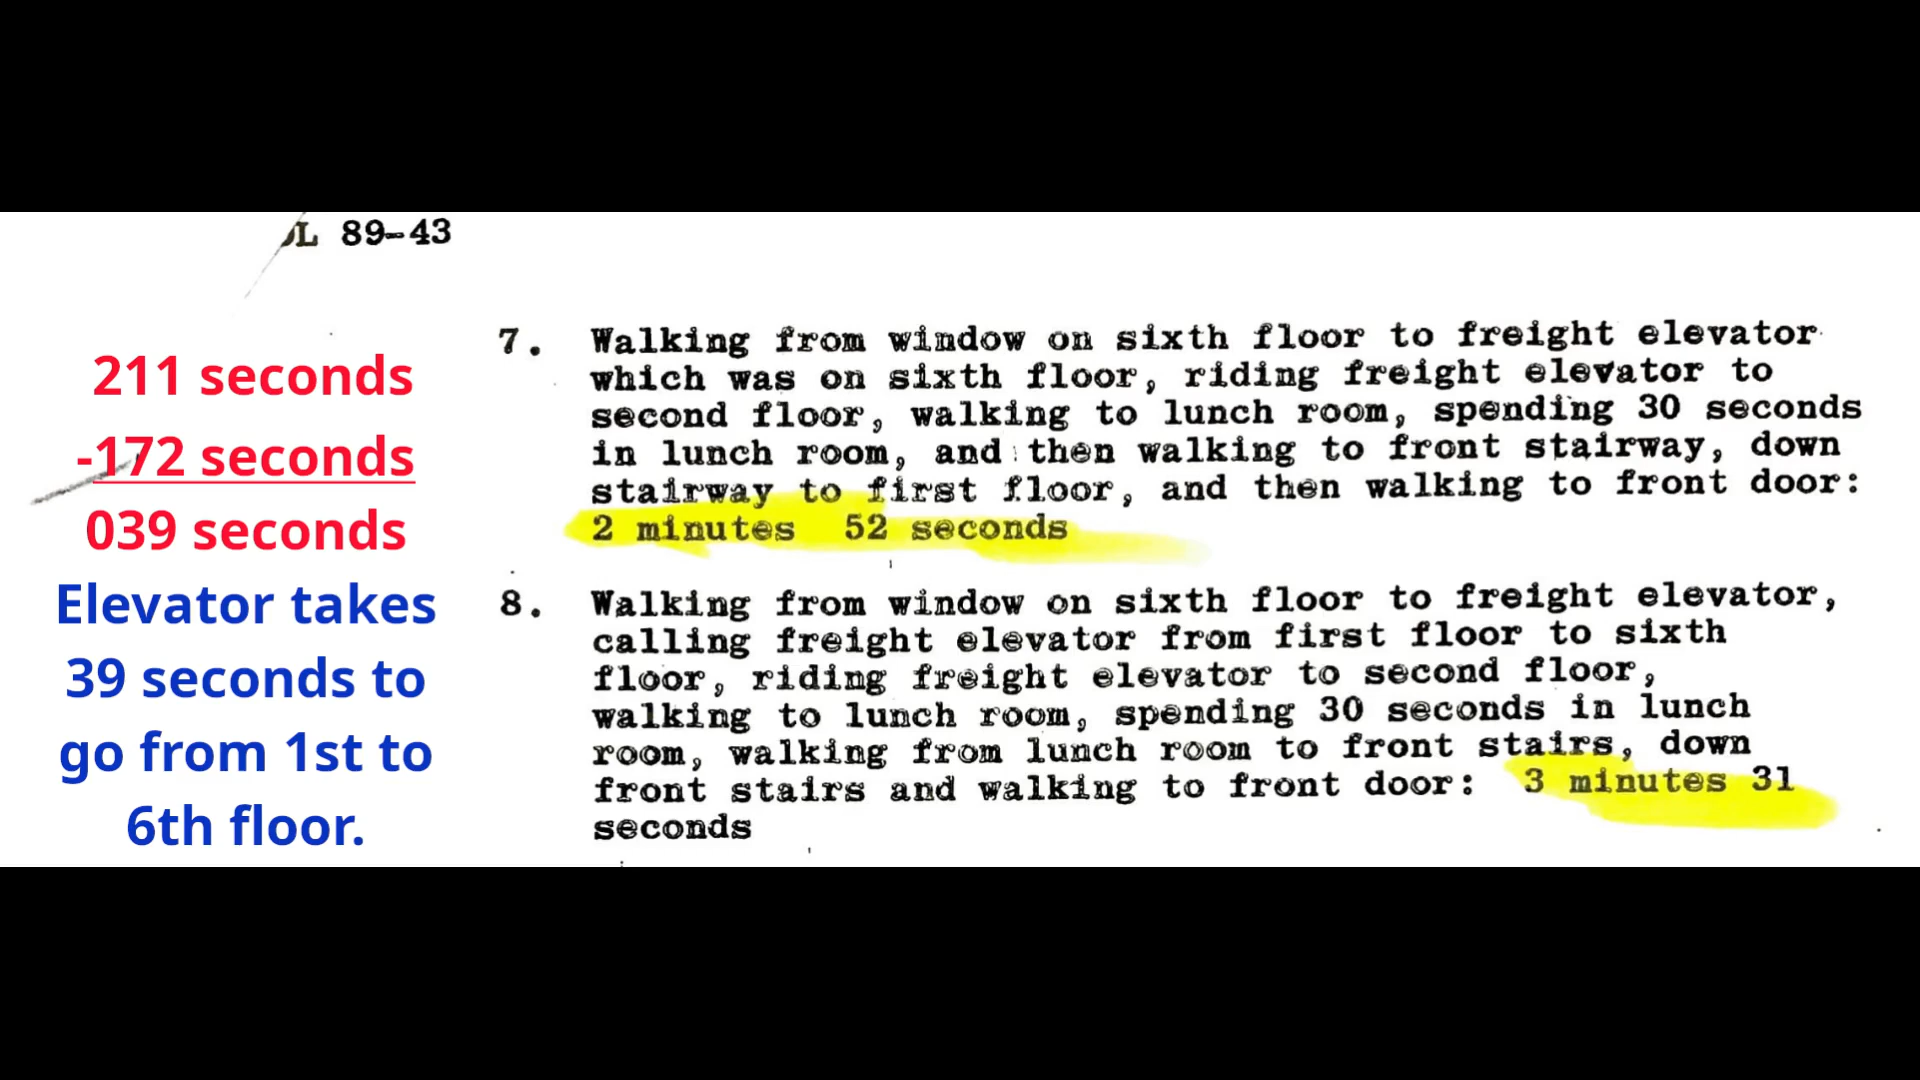 DL 89-43
211 seconds
-172 seconds
039 seconds
Elevator takes
39 seconds to
go from 1st to
6th floor.
7. Walking from window on sixth floor to freight elevator
which was on sixth floor, riding freight elevator to
second floor, walking to lunch room, spending 30 seconds
in lunch room, and then walking to front stairway, down
stairway to first floor, and then walking to front door:
2 minutes 52 seconds
8. Walking from window on sixth floor to freight elevator,
calling freight elevator from first floor to sixth
floor, riding freight elevator to second floor,
walking to lunch room, spending 30 seconds in lunch
room, walking from lunch room to front stairs, down
front stairs and walking to front door: 3 minutes 31
seconds